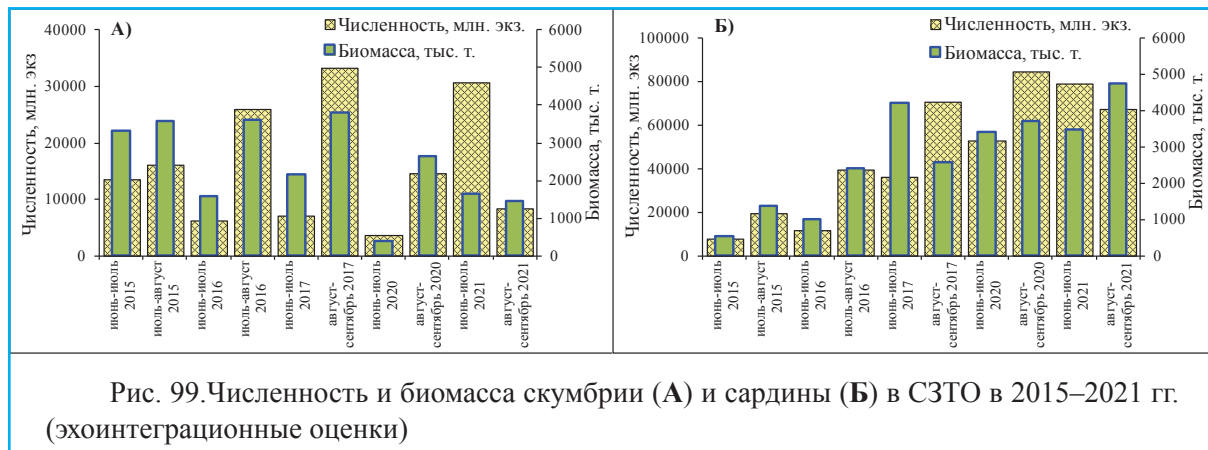 А)
Численность, млн. экз.
Биомасса, тыс. т.
Численность, млн. экз
40000
30000
20000
10000
0
6000
5000
4000
3000
2000
1000
0
Биомасса, тыс. т.
июнь-июль
2015
июль-август
2015
июнь-июль
2016
июль-август
2016
июнь-июль
2017
август-
сентябрь 2017
июнь-июль
2020
август-
сентябрь 2020
июнь-июль
2021
август-
сентябрь 2021
Б)
Численность, млн. экз.
Биомасса, тыс. т.
Численность, млн. экз
100000
80000
60000
40000
20000
0
6000
5000
4000
3000
2000
1000
0
Биомасса, тыс. т.
июнь-июль
2015
июль-август
2015
июнь-июль
2016
июль-август
2016
июнь-июль
2017
август-
сентябрь 2017
июнь-июль
2020
август-
сентябрь 2020
июнь-июль
2021
август-
сентябрь 2021
Рис. 99.Численность и биомасса скумбрии (А) и сардины (Б) в СЗТО в 2015–2021 гг.
(эхоинтеграционные оценки)